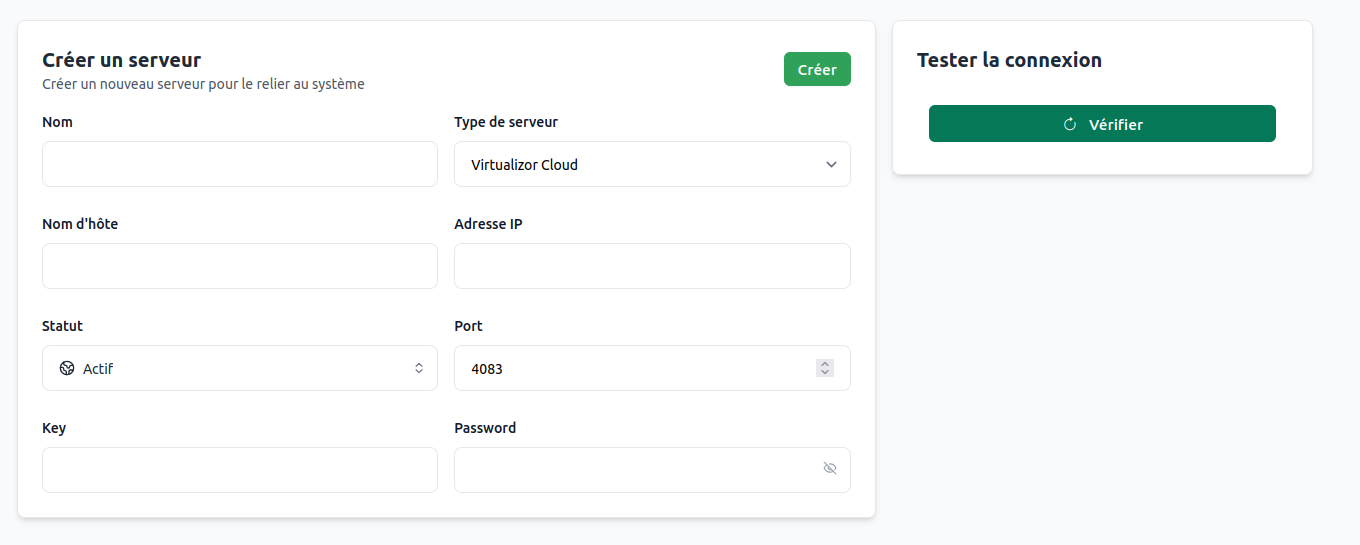 Créer un serveur
Créer un nouveau serveur pour le relier au système
Créer
Nom
Type de serveur
Virtualizor Cloud
Nom d'hôte
Adresse IP
Statut
Port
Actif
4083
Key
Password
Tester la connexion
Vérifier